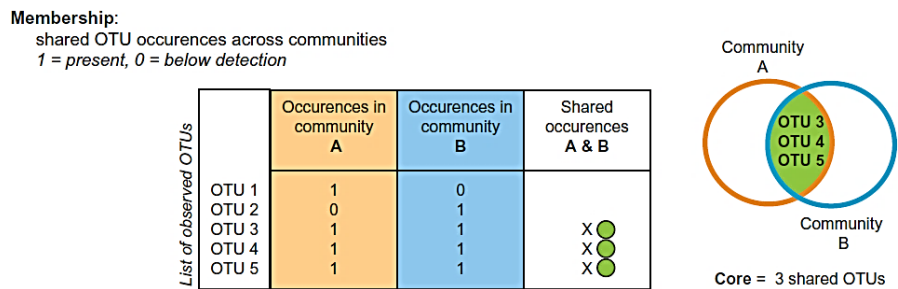 Membership:
shared OTU occurences across communities
1 = present, 0 = below detection
List of observed OTUs
Occurences in
community
A
Occurences in
community
B
Shared
occurences
A & B
OTU 1 1 0
OTU 2 0 1
OTU 3 1 1 X
OTU 4 1 1 X
OTU 5 1 1 X
Community
A
OTU 3
OTU 4
OTU 5
Community
B
Core = 3 shared OTUs